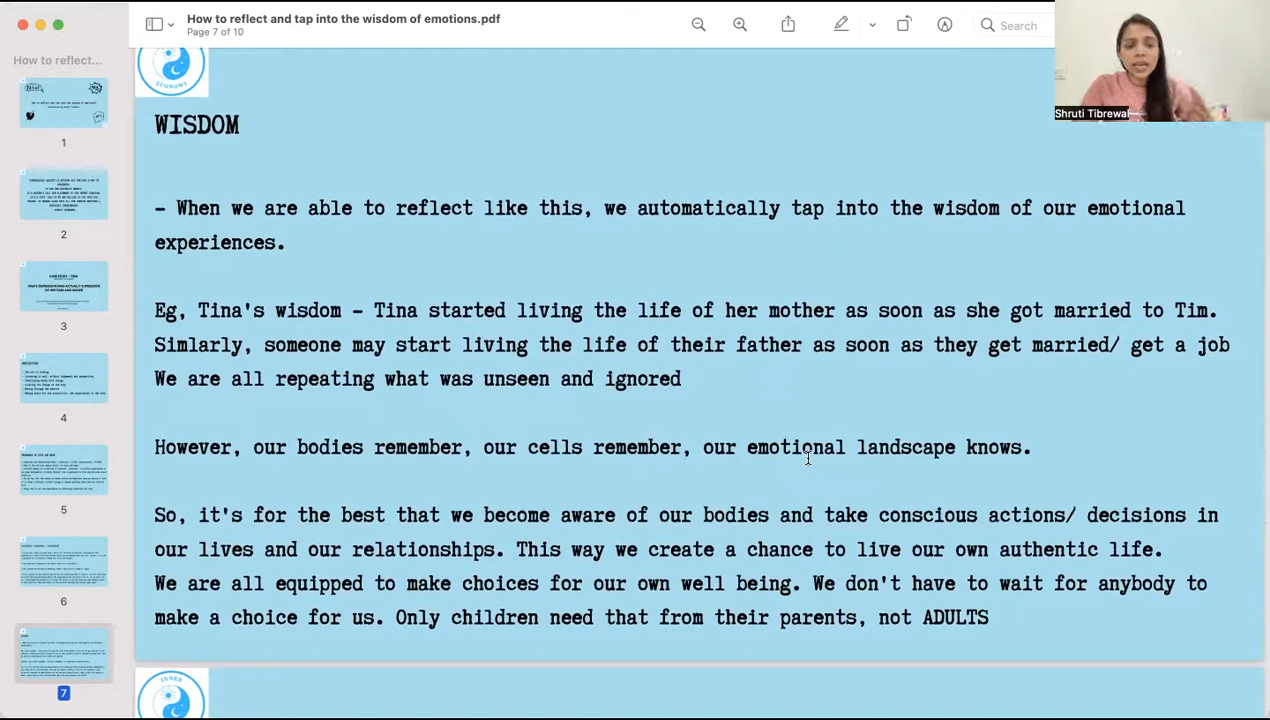 How to reflect and tap into the wisdom of emotions.pdf
Page 7 of 10
Search
How to reflect...
Shruti Tibrewal
ECONOMY
WISDOM
- When we are able to reflect like this, we automatically tap into the wisdom of our emotional
experiences.
Eg, Tina's wisdom - Tina started living the life of her mother as soon as she got married to Tim.
Simlarly, someone may start living the life of their father as soon as they get married/ get a job
We are all repeating what was unseen and ignored
However, our bodies remember, our cells remember, our emotional landscape knows.
So, it's for the best that we become aware of our bodies and take conscious actions/ decisions in
our lives and our relationships. This way we create a chance to live our own authentic life.
We are all equipped to make choices for our own well being. We don't have to wait for anybody to
make a choice for us. Only children need that from their parents, not ADULTS
INNER
1
2
3
4
5
6
7